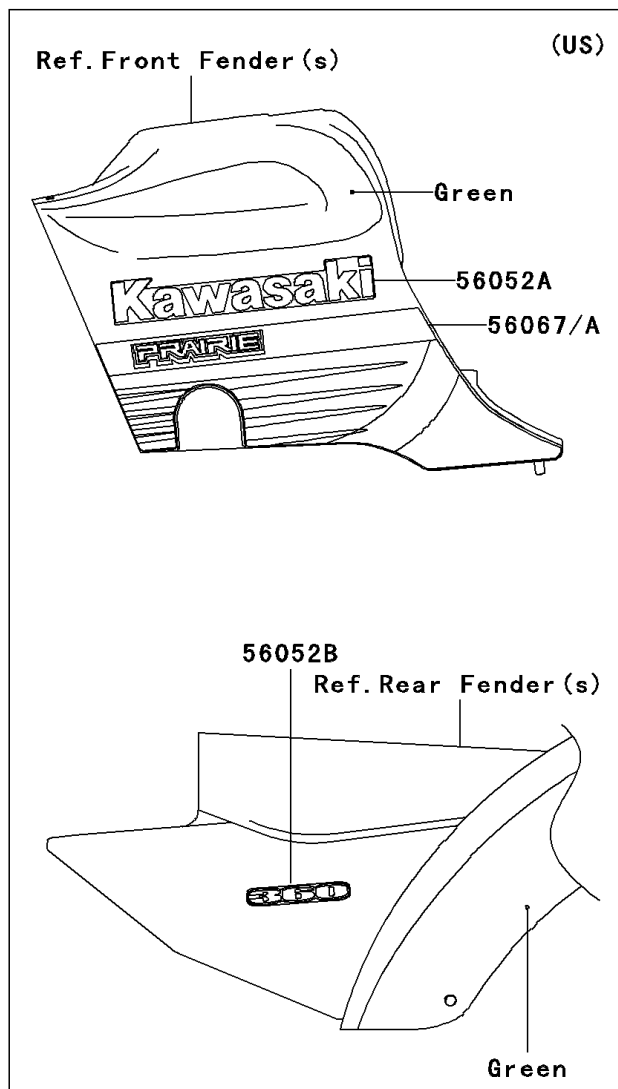 (US)
Ref.Front Fender(s)
Green
Kawasaki
56052A
56067/A
PRAIRIE
56052B
Ref.Rear Fender(s)
360
Green